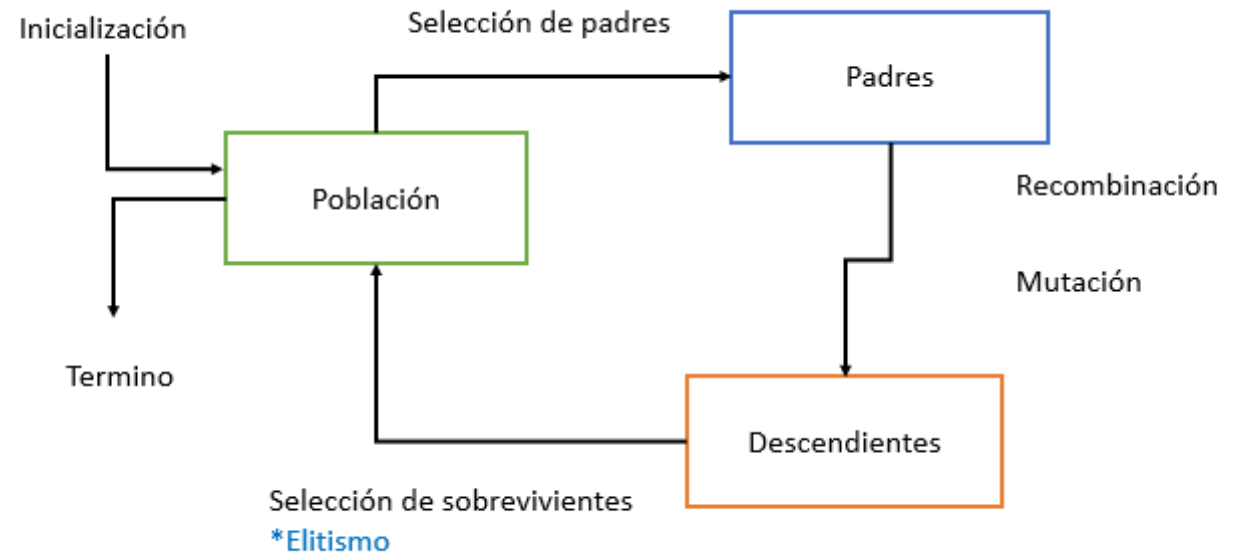 Inicialización
Selección de padres
Padres
Población
Recombinación
Mutación
Termino
Descendientes
Selección de sobrevivientes
*Elitismo